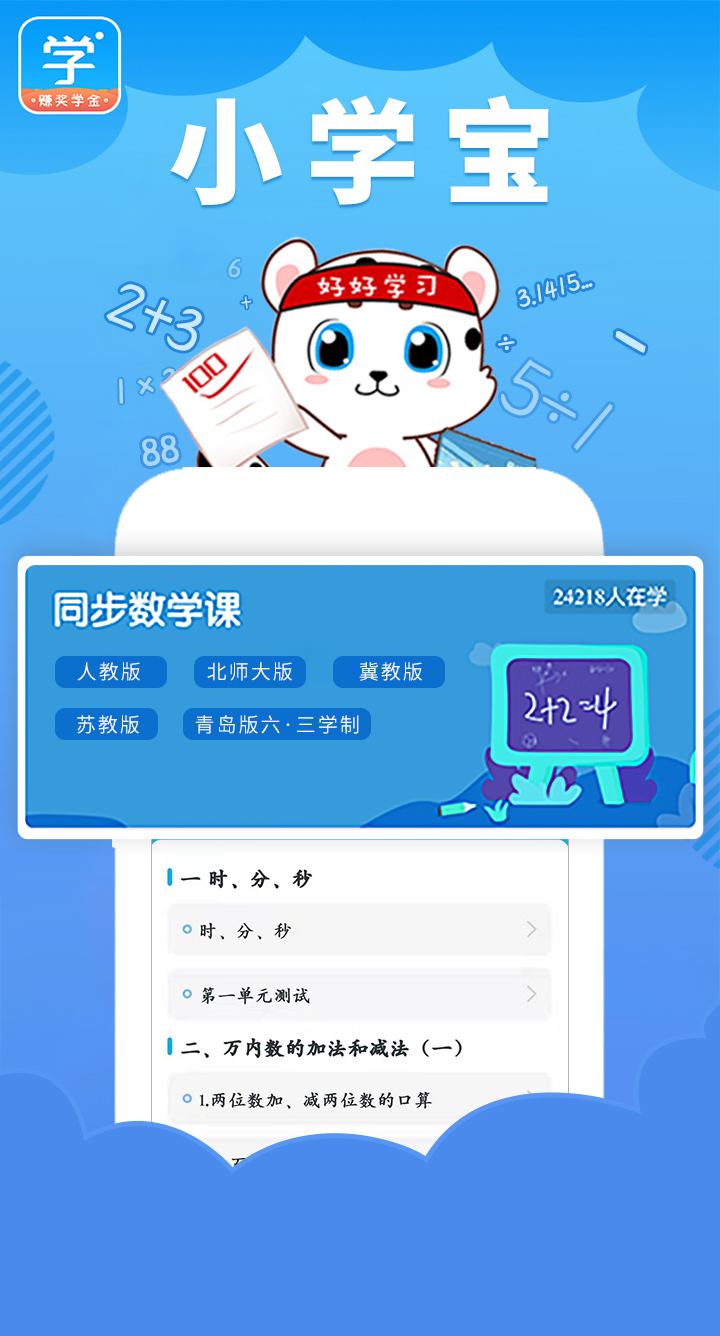 学
赚奖学金
小学宝
好好学习
6
+
2+3
3.1415...
÷
100
1×2
5÷1
88
同步数学课
24218人在学
人教版
北师大版
冀教版
苏教版
青岛版六·三学制
2+2=4
一 时、分、秒
时、分、秒
第一单元测试
二、万内数的加法和减法（一）
1.两位数加、减两位数的口算